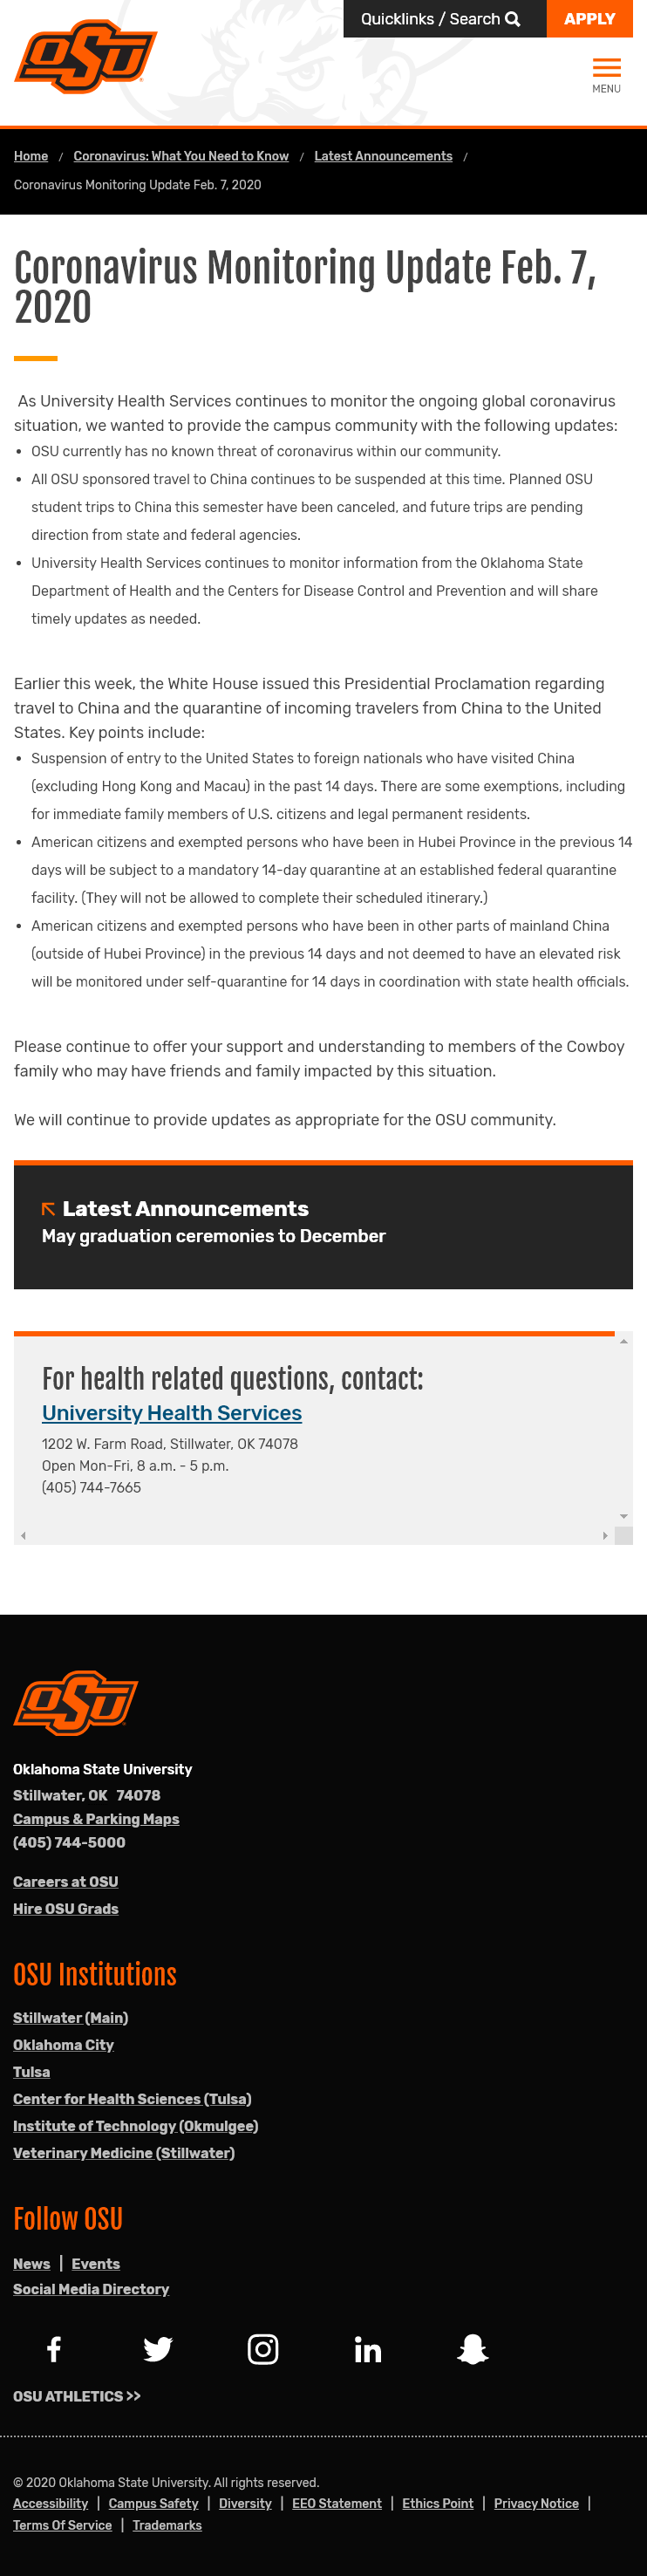 OSU
Quicklinks / Search
APPLY
MENU
Home / Coronavirus: What You Need to Know / Latest Announcements /
Coronavirus Monitoring Update Feb. 7, 2020
Coronavirus Monitoring Update Feb. 7,
2020
As University Health Services continues to monitor the ongoing global coronavirus
situation, we wanted to provide the campus community with the following updates:
• OSU currently has no known threat of coronavirus within our community.
• All OSU sponsored travel to China continues to be suspended at this time. Planned OSU
student trips to China this semester have been canceled, and future trips are pending
direction from state and federal agencies.
• University Health Services continues to monitor information from the Oklahoma State
Department of Health and the Centers for Disease Control and Prevention and will share
timely updates as needed.
Earlier this week, the White House issued this Presidential Proclamation regarding
travel to China and the quarantine of incoming travelers from China to the United
States. Key points include:
• Suspension of entry to the United States to foreign nationals who have visited China
(excluding Hong Kong and Macau) in the past 14 days. There are some exemptions, including
for immediate family members of U.S. citizens and legal permanent residents.
• American citizens and exempted persons who have been in Hubei Province in the previous 14
days will be subject to a mandatory 14-day quarantine at an established federal quarantine
facility. (They will not be allowed to complete their scheduled itinerary.)
• American citizens and exempted persons who have been in other parts of mainland China
(outside of Hubei Province) in the previous 14 days and not deemed to have an elevated risk
will be monitored under self-quarantine for 14 days in coordination with state health officials.
Please continue to offer your support and understanding to members of the Cowboy
family who may have friends and family impacted by this situation.
We will continue to provide updates as appropriate for the OSU community.
Latest Announcements
May graduation ceremonies to December
For health related questions, contact:
University Health Services
1202 W. Farm Road, Stillwater, OK 74078
Open Mon-Fri, 8 a.m. - 5 p.m.
(405) 744-7665
OSU
Oklahoma State University
Stillwater, OK 74078
Campus & Parking Maps
(405) 744-5000
Careers at OSU
Hire OSU Grads
OSU Institutions
Stillwater (Main)
Oklahoma City
Tulsa
Center for Health Sciences (Tulsa)
Institute of Technology (Okmulgee)
Veterinary Medicine (Stillwater)
Follow OSU
News | Events
Social Media Directory
OSU ATHLETICS >>
© 2020 Oklahoma State University. All rights reserved.
Accessibility | Campus Safety | Diversity | EEO Statement | Ethics Point | Privacy Notice |
Terms Of Service | Trademarks